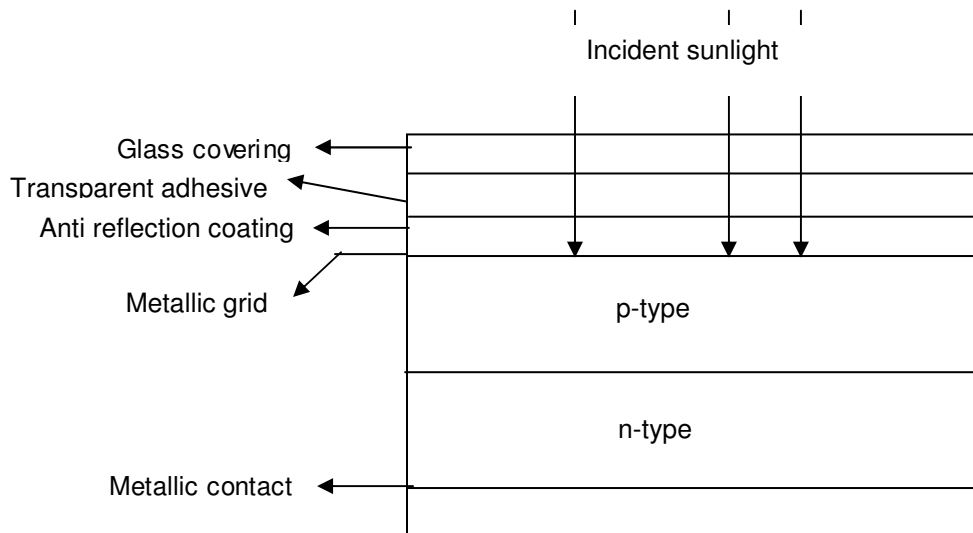 Incident sunlight
Glass covering
Transparent adhesive
Anti reflection coating
Metallic grid
p-type
n-type
Metallic contact